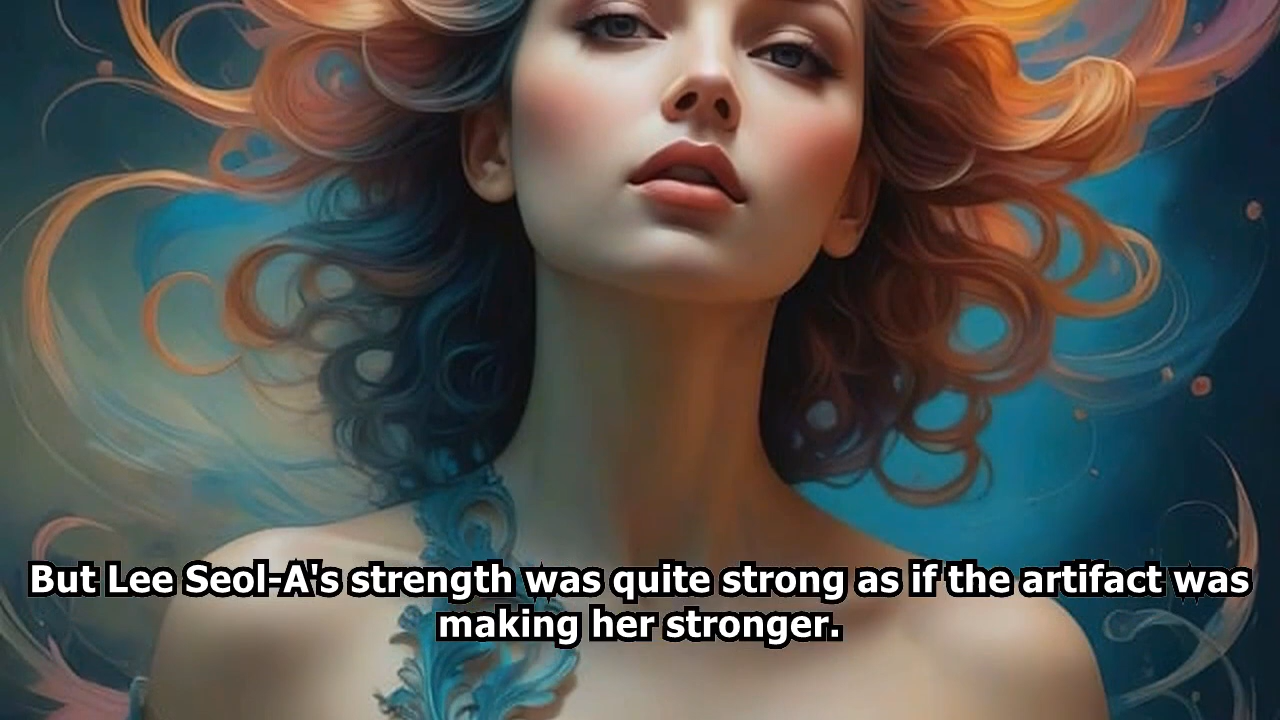 But Lee Seol-A's strength was quite strong as if the artifact was
making her stronger.